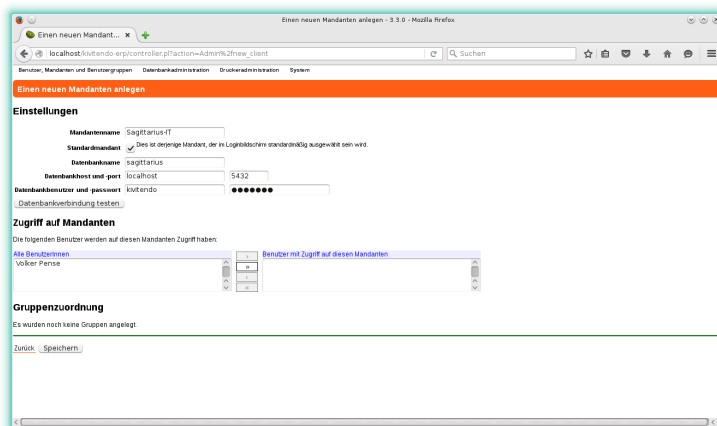 Einen neuen Mandanten anlegen - 3.3.0 - Mozilla Firefox
Einen neuen Mandant...
localhost/kivitendo-erp/controller.pl?action=Admin%2fnew_client
Suchen
Benutzer, Mandanten und Benutzergruppen Datenbankadministration Druckeradministration System
Einen neuen Mandanten anlegen
Einstellungen
Mandantenname Sagittarius-IT
Standardmandant Dies ist derjenige Mandant, der im Loginbildschirm standardmäßig ausgewählt sein wird.
Datenbankname sagittarius
Datenbankhost und -port localhost 5432
Datenbankbenutzer und -passwort kivitendo ●●●●●●●
Datenbankverbindung testen
Zugriff auf Mandanten
Die folgenden Benutzer werden auf diesen Mandanten Zugriff haben:
Alle BenutzerInnen › Benutzer mit Zugriff auf diesen Mandanten
Volker Pense »
‹
«
Gruppenzuordnung
Es wurden noch keine Gruppen angelegt.
Zurück Speichern